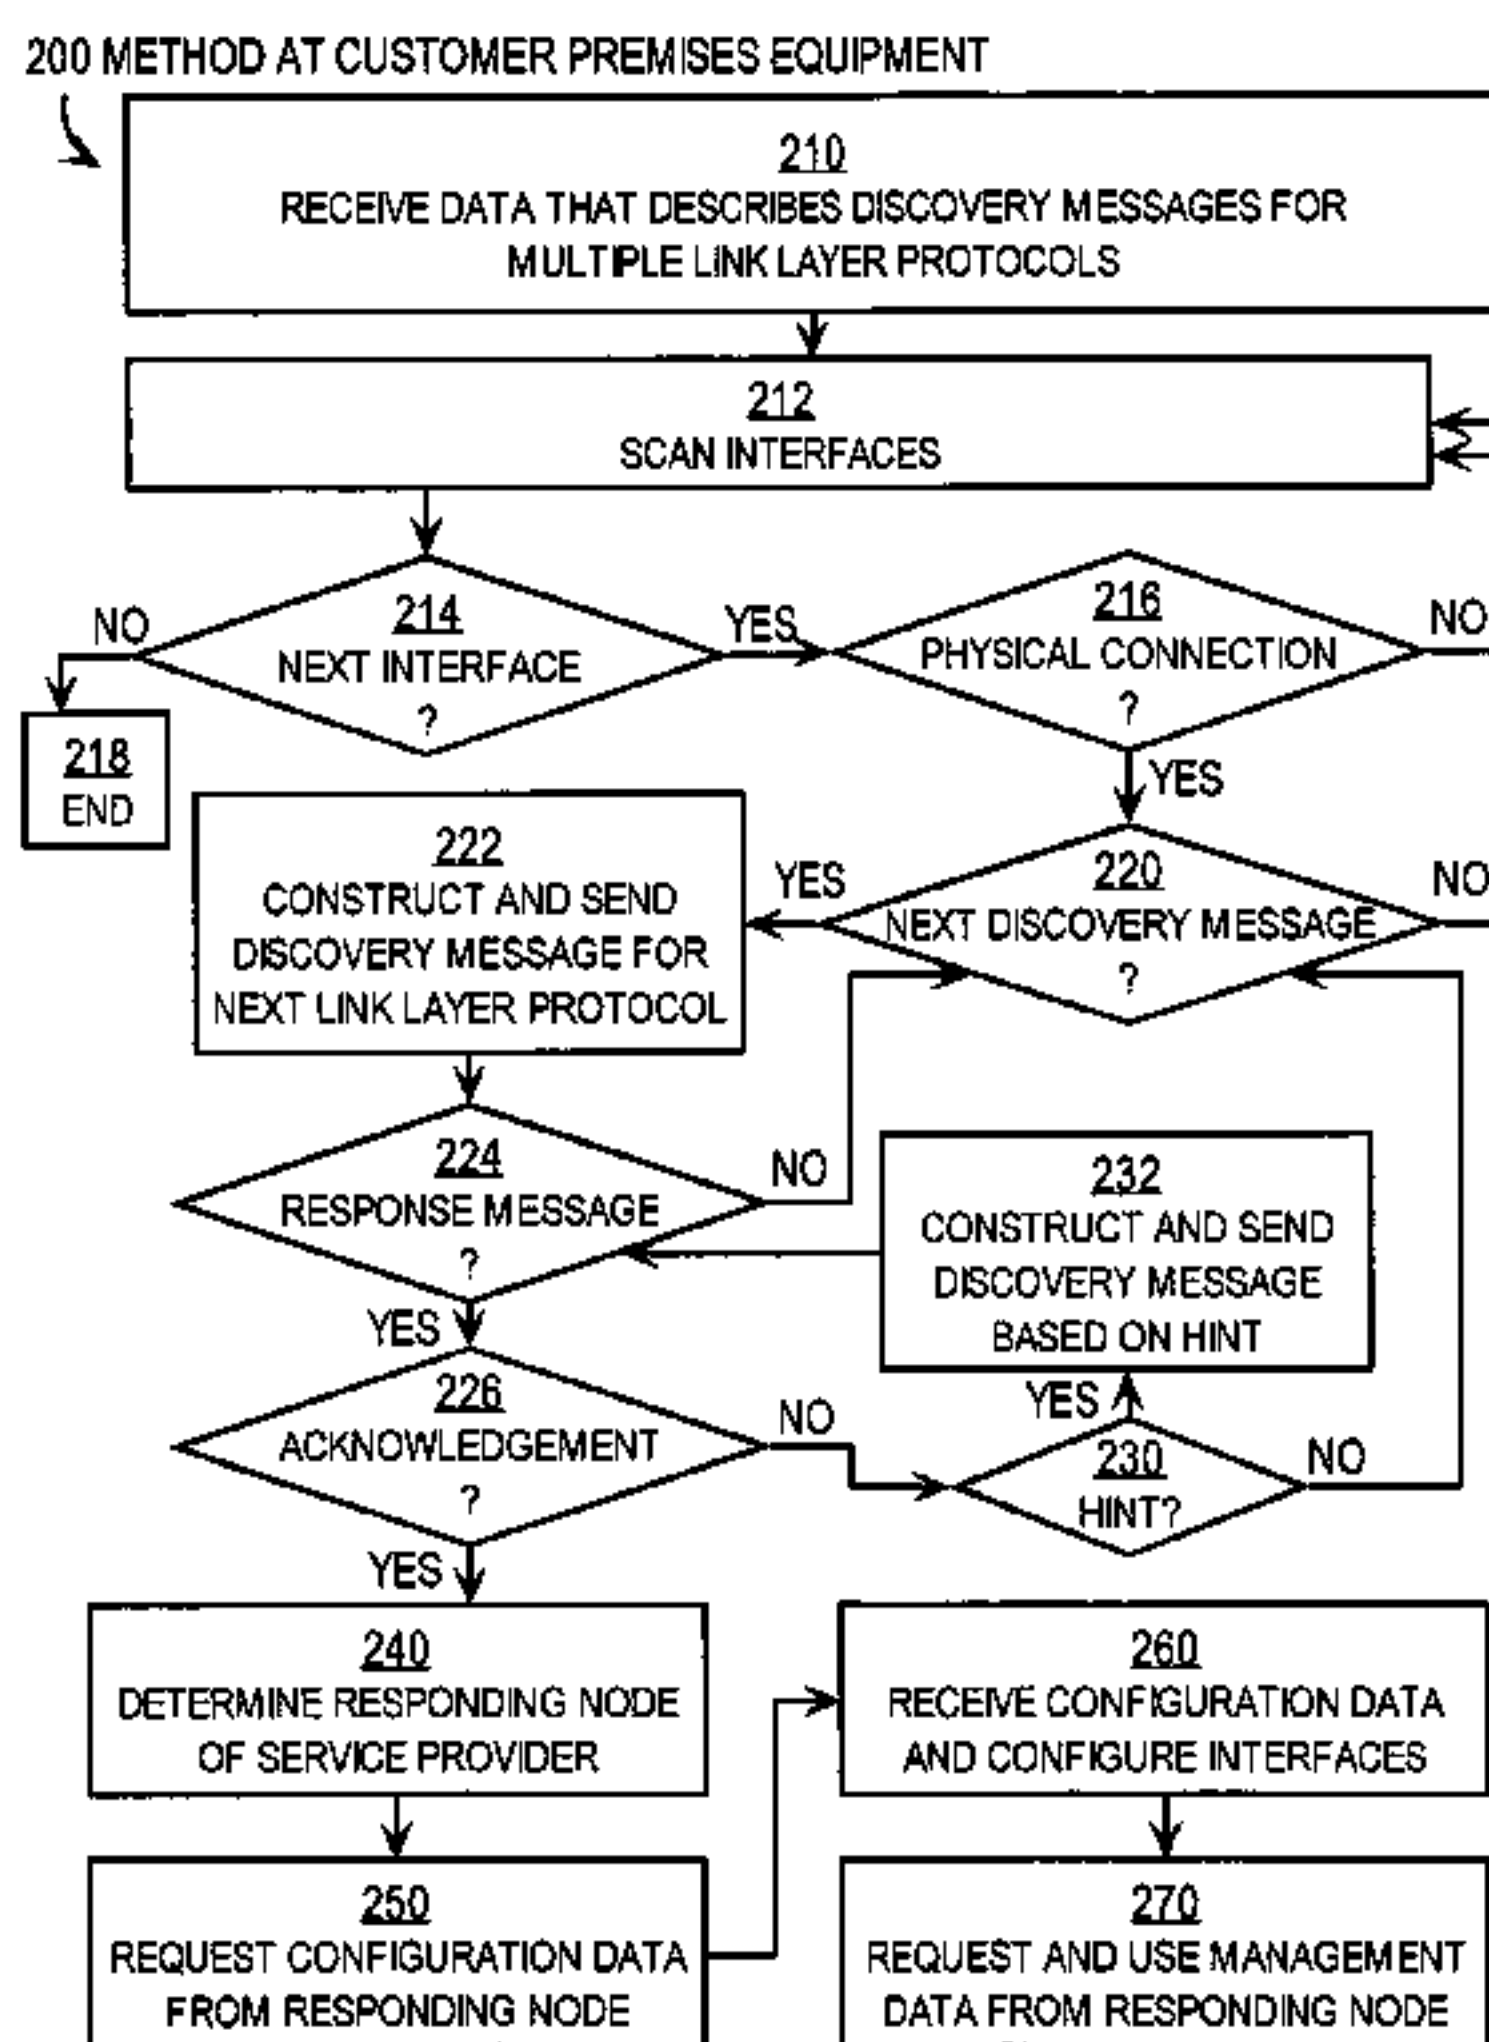 200 METHOD AT CUSTOMER PREMISES EQUIPMENT
210
RECEIVE DATA THAT DESCRIBES DISCOVERY MESSAGES FOR
MULTIPLE LINK LAYER PROTOCOLS
212
SCAN INTERFACES
214
NEXT INTERFACE
?
NO
YES
216
PHYSICAL CONNECTION
?
NO
YES
218
END
220
NEXT DISCOVERY MESSAGE
?
YES
NO
222
CONSTRUCT AND SEND
DISCOVERY MESSAGE FOR
NEXT LINK LAYER PROTOCOL
224
RESPONSE MESSAGE
?
NO
YES
232
CONSTRUCT AND SEND
DISCOVERY MESSAGE
BASED ON HINT
226
ACKNOWLEDGEMENT
?
NO
YES
230
HINT?
YES
NO
240
DETERMINE RESPONDING NODE
OF SERVICE PROVIDER
250
REQUEST CONFIGURATION DATA
FROM RESPONDING NODE
260
RECEIVE CONFIGURATION DATA
AND CONFIGURE INTERFACES
270
REQUEST AND USE MANAGEMENT
DATA FROM RESPONDING NODE